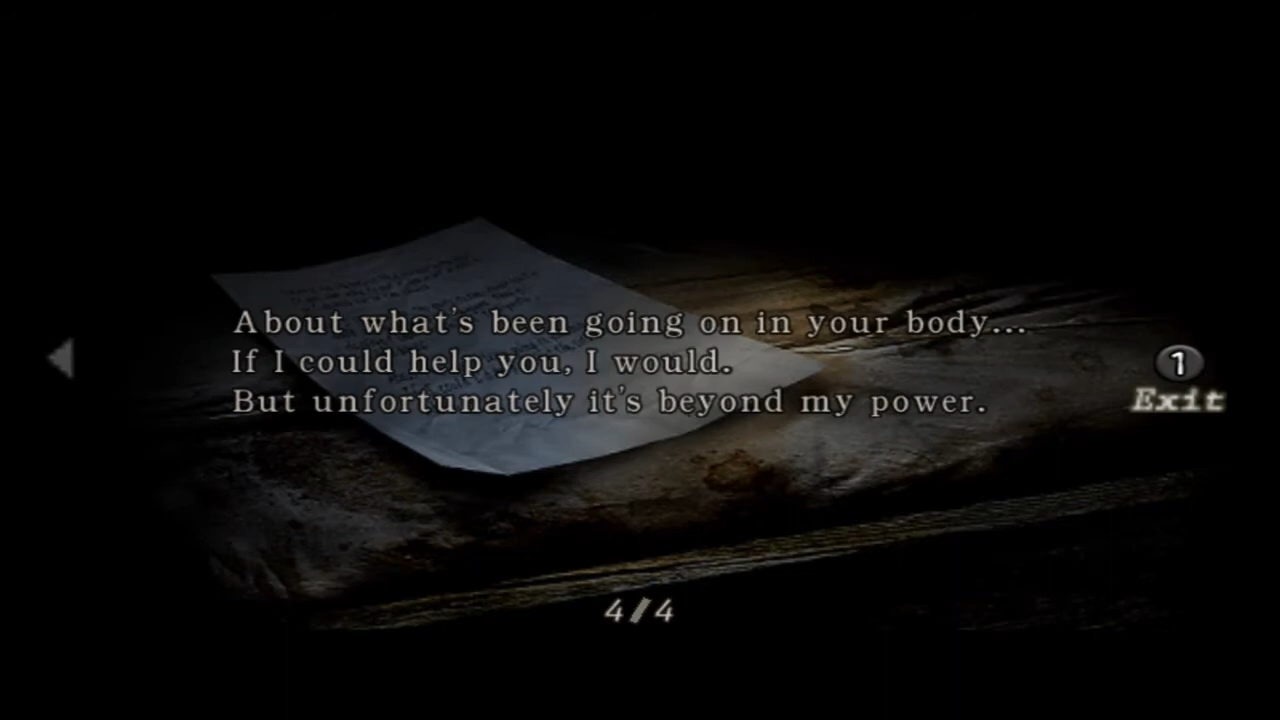 About what's been going on in your body...
If I could help you, I would.
But unfortunately it's beyond my power.
1
Exit
4/4